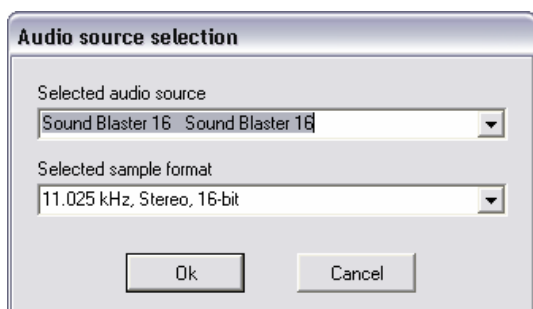 Audio source selection
Selected audio source
Sound Blaster 16   Sound Blaster 16
Selected sample format
11.025 kHz, Stereo, 16-bit
Ok
Cancel